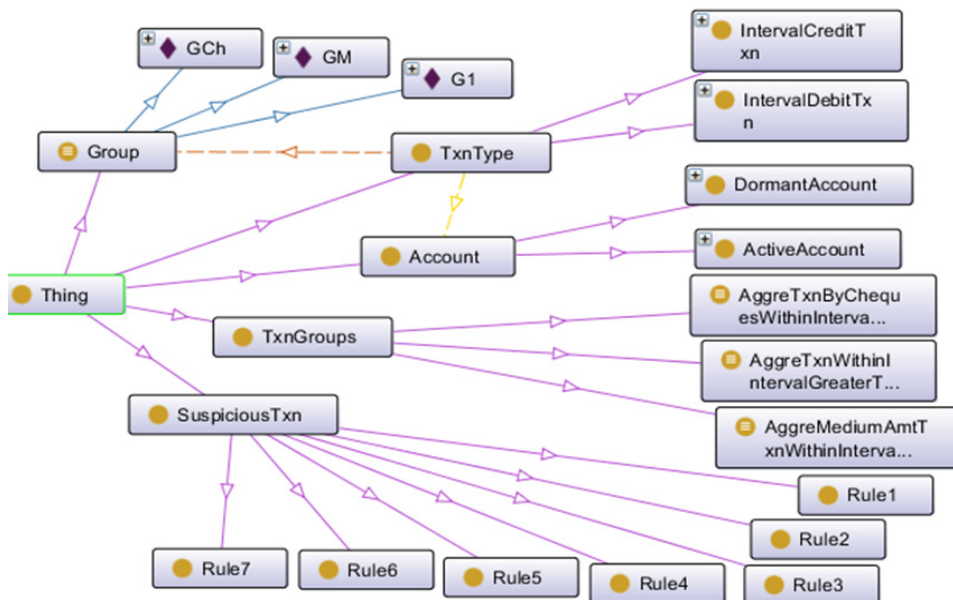 GCh
GM
G1
IntervalCreditT
xn
IntervalDebitTx
n
Group
TxnType
DormantAccount
Account
ActiveAccount
Thing
AggreTxnByChequ
esWithinInterva...
TxnGroups
AggreTxnWithinI
ntervalGreaterT...
SuspiciousTxn
AggreMediumAmtT
xnWithinInterva...
Rule1
Rule2
Rule7
Rule6
Rule5
Rule4
Rule3